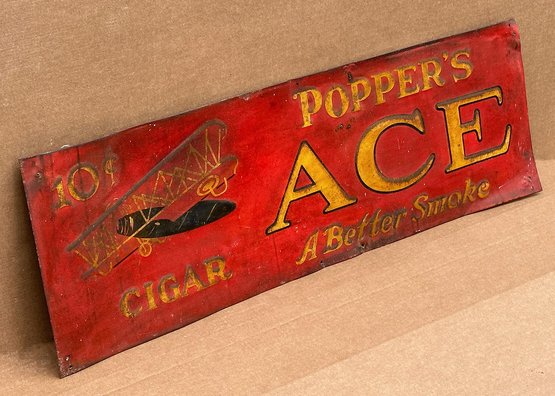 10¢
CIGAR
POPPER'S
ACE
A Better Smoke